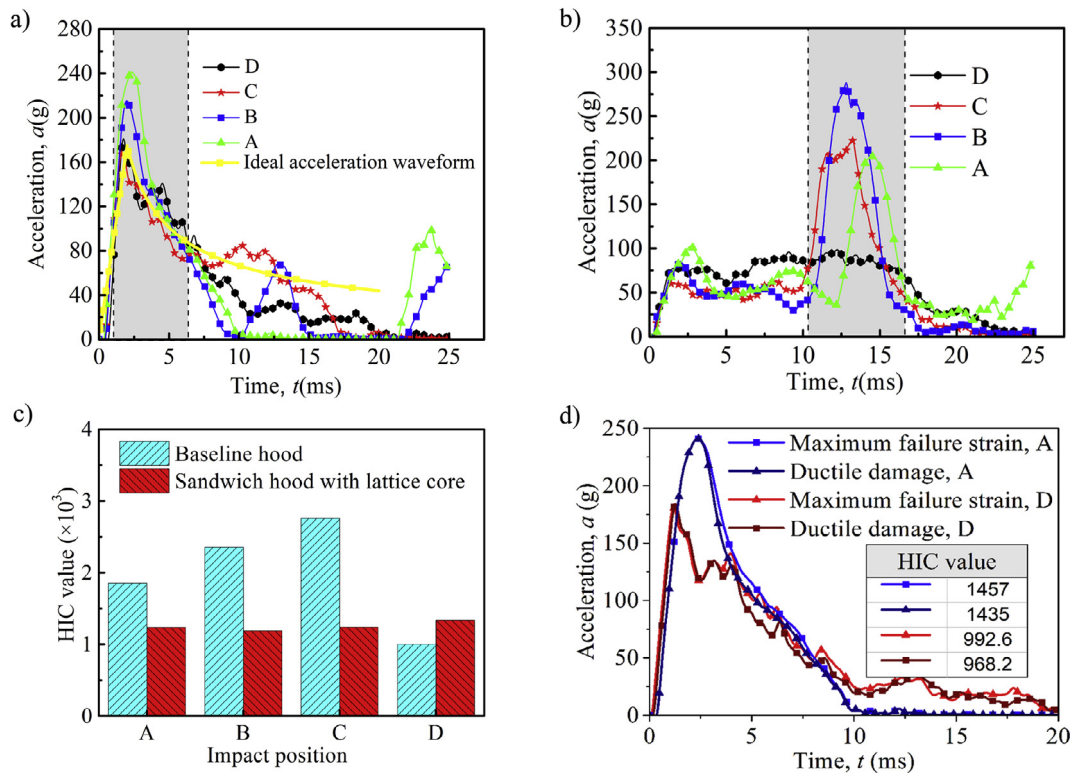 a)
280
240
200
160
120
80
40
0
Acceleration, a(g)
D
C
B
A
Ideal acceleration waveform
0 5 10 15 20 25
Time, t(ms)
b)
350
300
250
200
150
100
50
0
Acceleration, a(g)
D
C
B
A
0 5 10 15 20 25
Time, t(ms)
c)
4
3
2
1
0
HIC value (×10³)
Baseline hood
Sandwich hood with lattice core
A B C D
Impact position
d)
250
200
150
100
50
0
Acceleration, a (g)
Maximum failure strain, A
Ductile damage, A
Maximum failure strain, D
Ductile damage, D
HIC value
1457
1435
992.6
968.2
0 5 10 15 20
Time, t (ms)